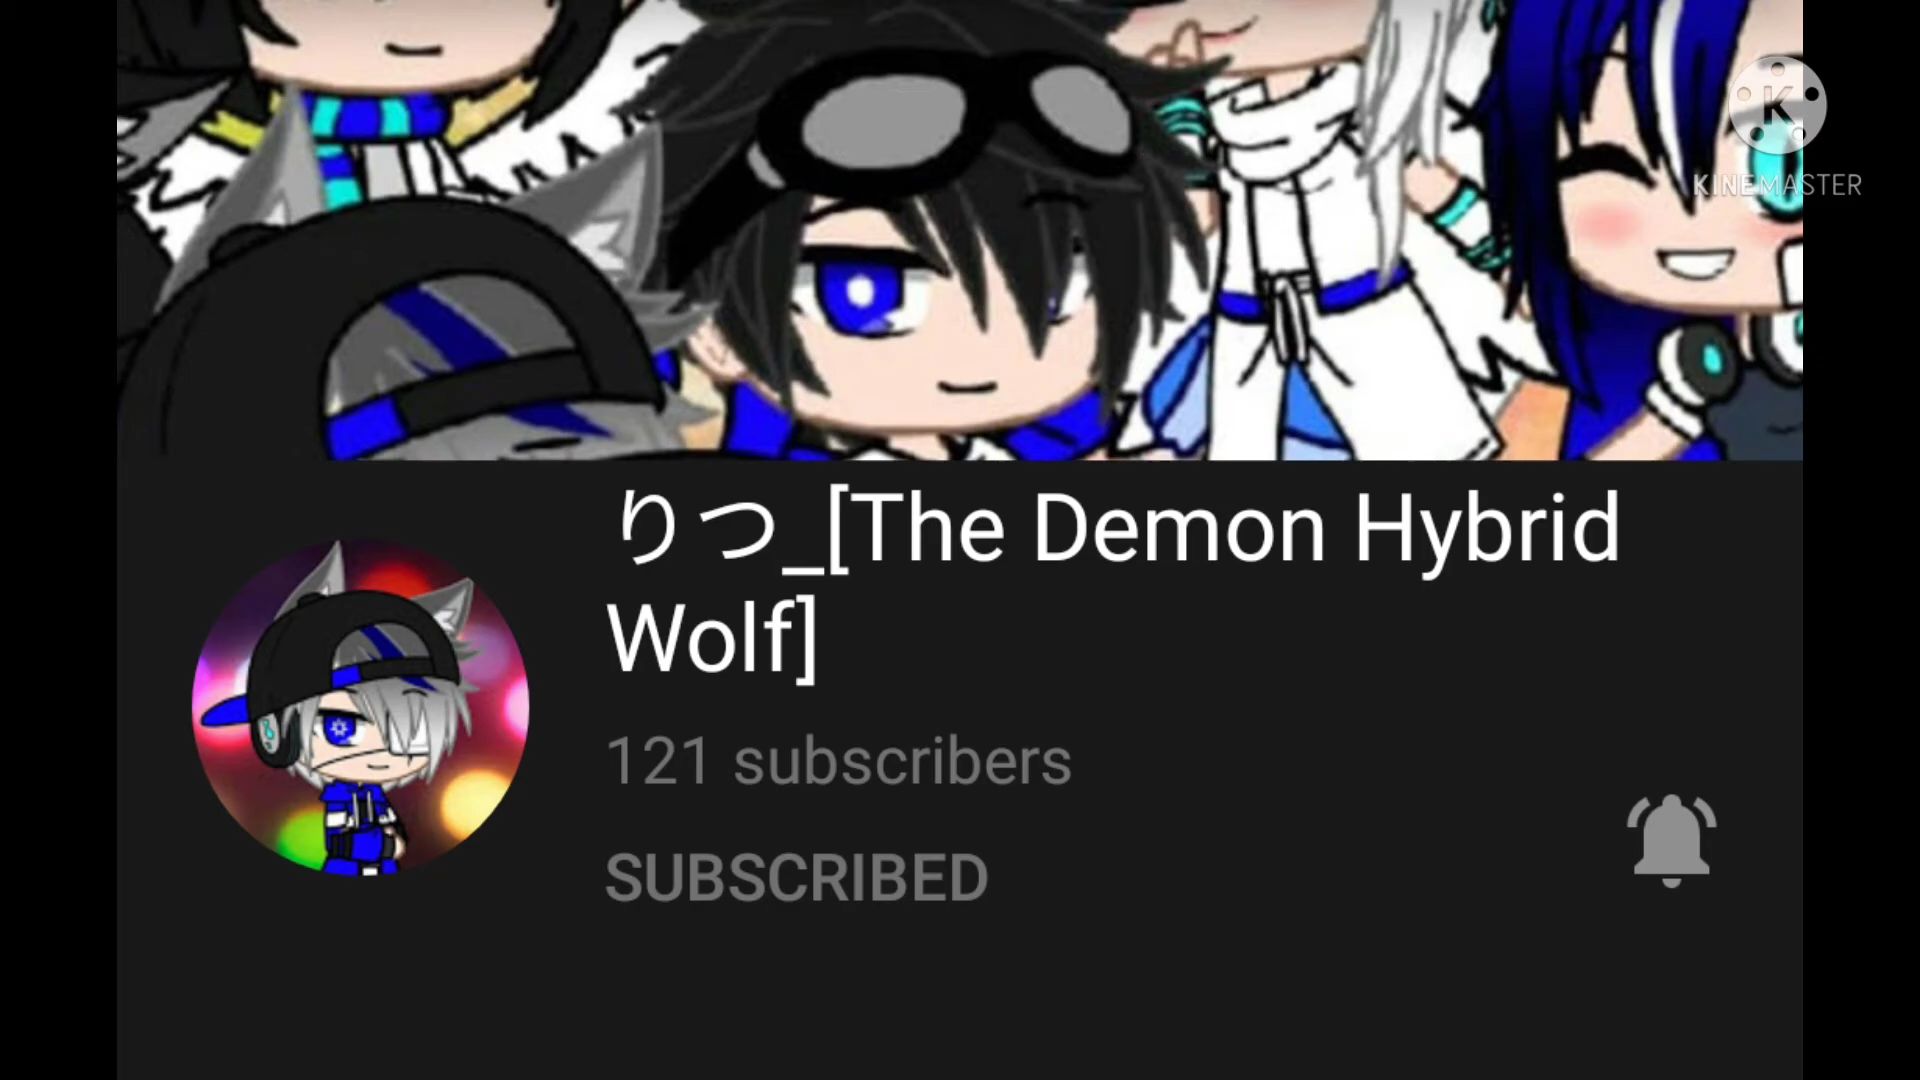 K
KINEMASTER
りつ_[The Demon Hybrid
Wolf]
121 subscribers
SUBSCRIBED